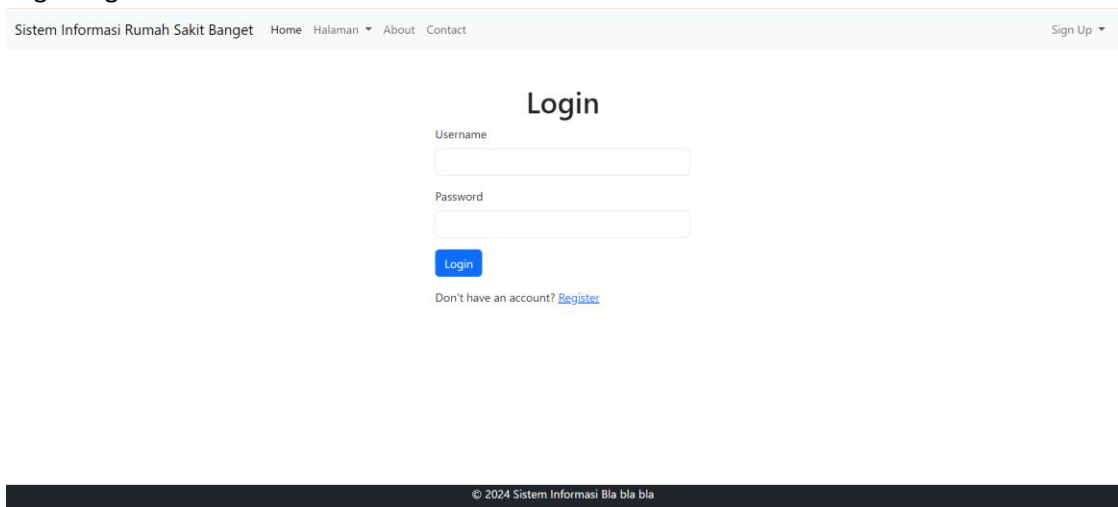 Sistem Informasi Rumah Sakit Banget Home Halaman About Contact Sign Up
Login
Username
Password
Login
Don't have an account? Register
© 2024 Sistem Informasi Bla bla bla